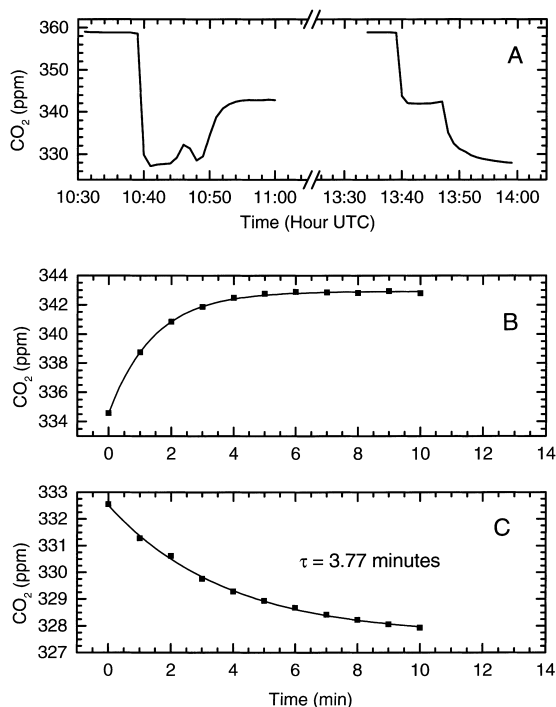 360
A
350
340
330
CO2 (ppm)
10:30 10:40 10:50 11:00 13:30 13:40 13:50 14:00
Time (Hour UTC)
344
342
B
340
338
336
334
CO2 (ppm)
0 2 4 6 8 10 12 14
333
332
C
331
τ = 3.77 minutes
330
329
328
327
CO2 (ppm)
0 2 4 6 8 10 12 14
Time (min)